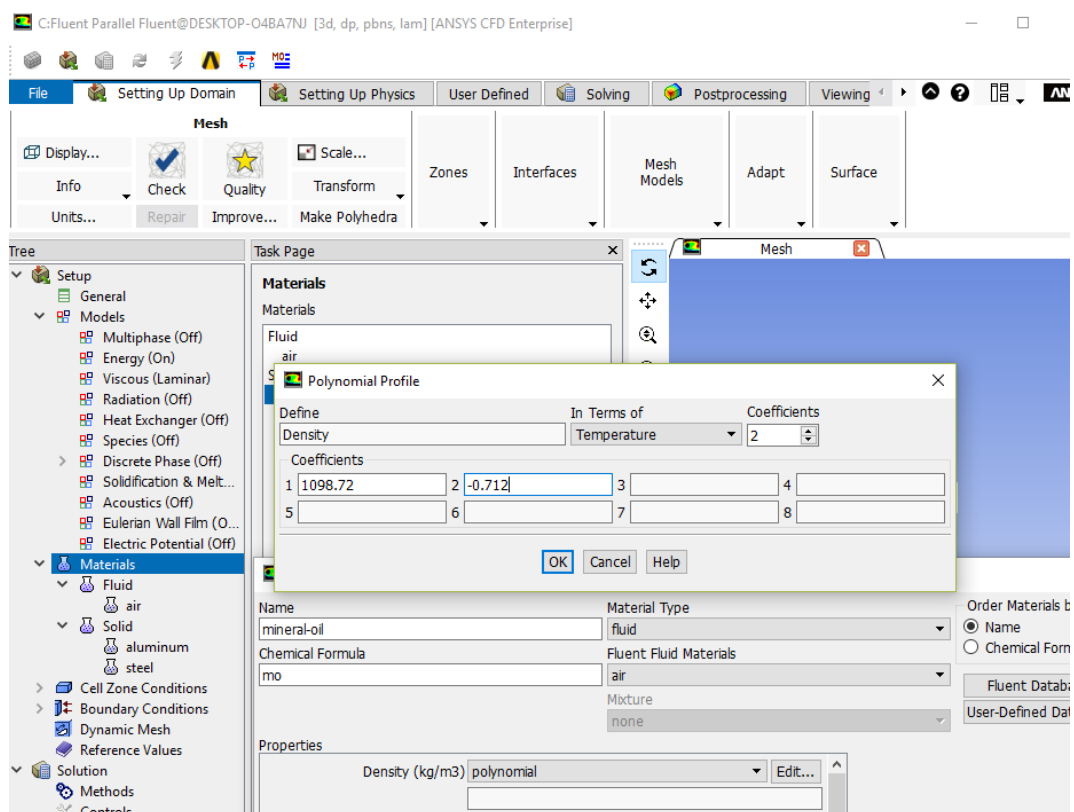 C:Fluent Parallel Fluent@DESKTOP-O4BA7NJ [3d, dp, pbns, lam] [ANSYS CFD Enterprise]
File Setting Up Domain Setting Up Physics User Defined Solving Postprocessing Viewing
Mesh
Display...
Info
Units...
Check
Repair
Quality
Improve...
Scale...
Transform
Make Polyhedra
Zones
Interfaces
Mesh
Models
Adapt
Surface
Tree
Setup
General
Models
Multiphase (Off)
Energy (On)
Viscous (Laminar)
Radiation (Off)
Heat Exchanger (Off)
Species (Off)
Discrete Phase (Off)
Solidification & Melt...
Acoustics (Off)
Eulerian Wall Film (O...
Electric Potential (Off)
Materials
Fluid
air
Solid
aluminum
steel
Cell Zone Conditions
Boundary Conditions
Dynamic Mesh
Reference Values
Solution
Methods
Controls
Task Page
Materials
Materials
Fluid
air
Mesh
Polynomial Profile
Define In Terms of Coefficients
Density Temperature 2
Coefficients
1 1098.72 2 -0.712 3 4
5 6 7 8
OK Cancel Help
Name
mineral-oil
Chemical Formula
mo
Material Type
fluid
Fluent Fluid Materials
air
Mixture
none
Order Materials b
Name
Chemical Form
Fluent Databa
User-Defined Dat
Properties
Density (kg/m3) polynomial Edit...